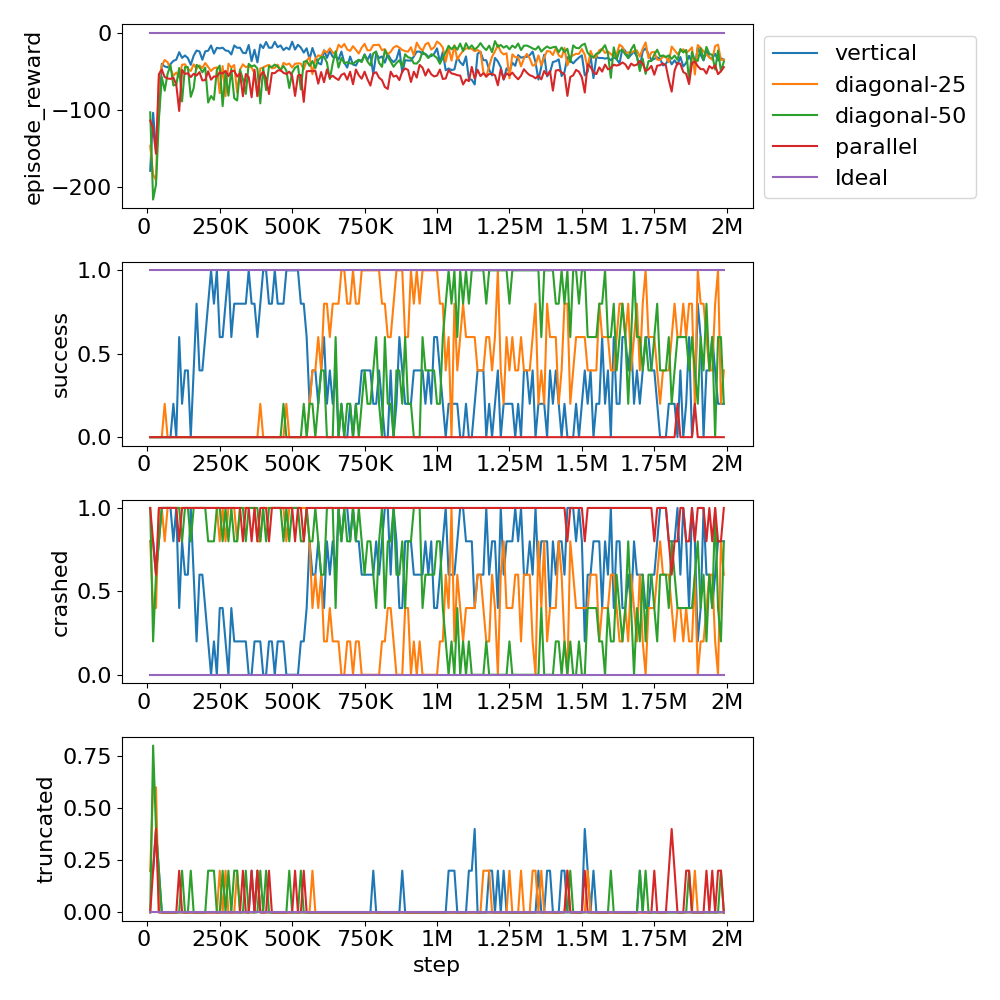 episode_reward
0
−100
−200
0 250K 500K 750K 1M 1.25M 1.5M 1.75M 2M
vertical
diagonal-25
diagonal-50
parallel
Ideal
success
1.0
0.5
0.0
0 250K 500K 750K 1M 1.25M 1.5M 1.75M 2M
crashed
1.0
0.5
0.0
0 250K 500K 750K 1M 1.25M 1.5M 1.75M 2M
truncated
0.75
0.50
0.25
0.00
0 250K 500K 750K 1M 1.25M 1.5M 1.75M 2M
step